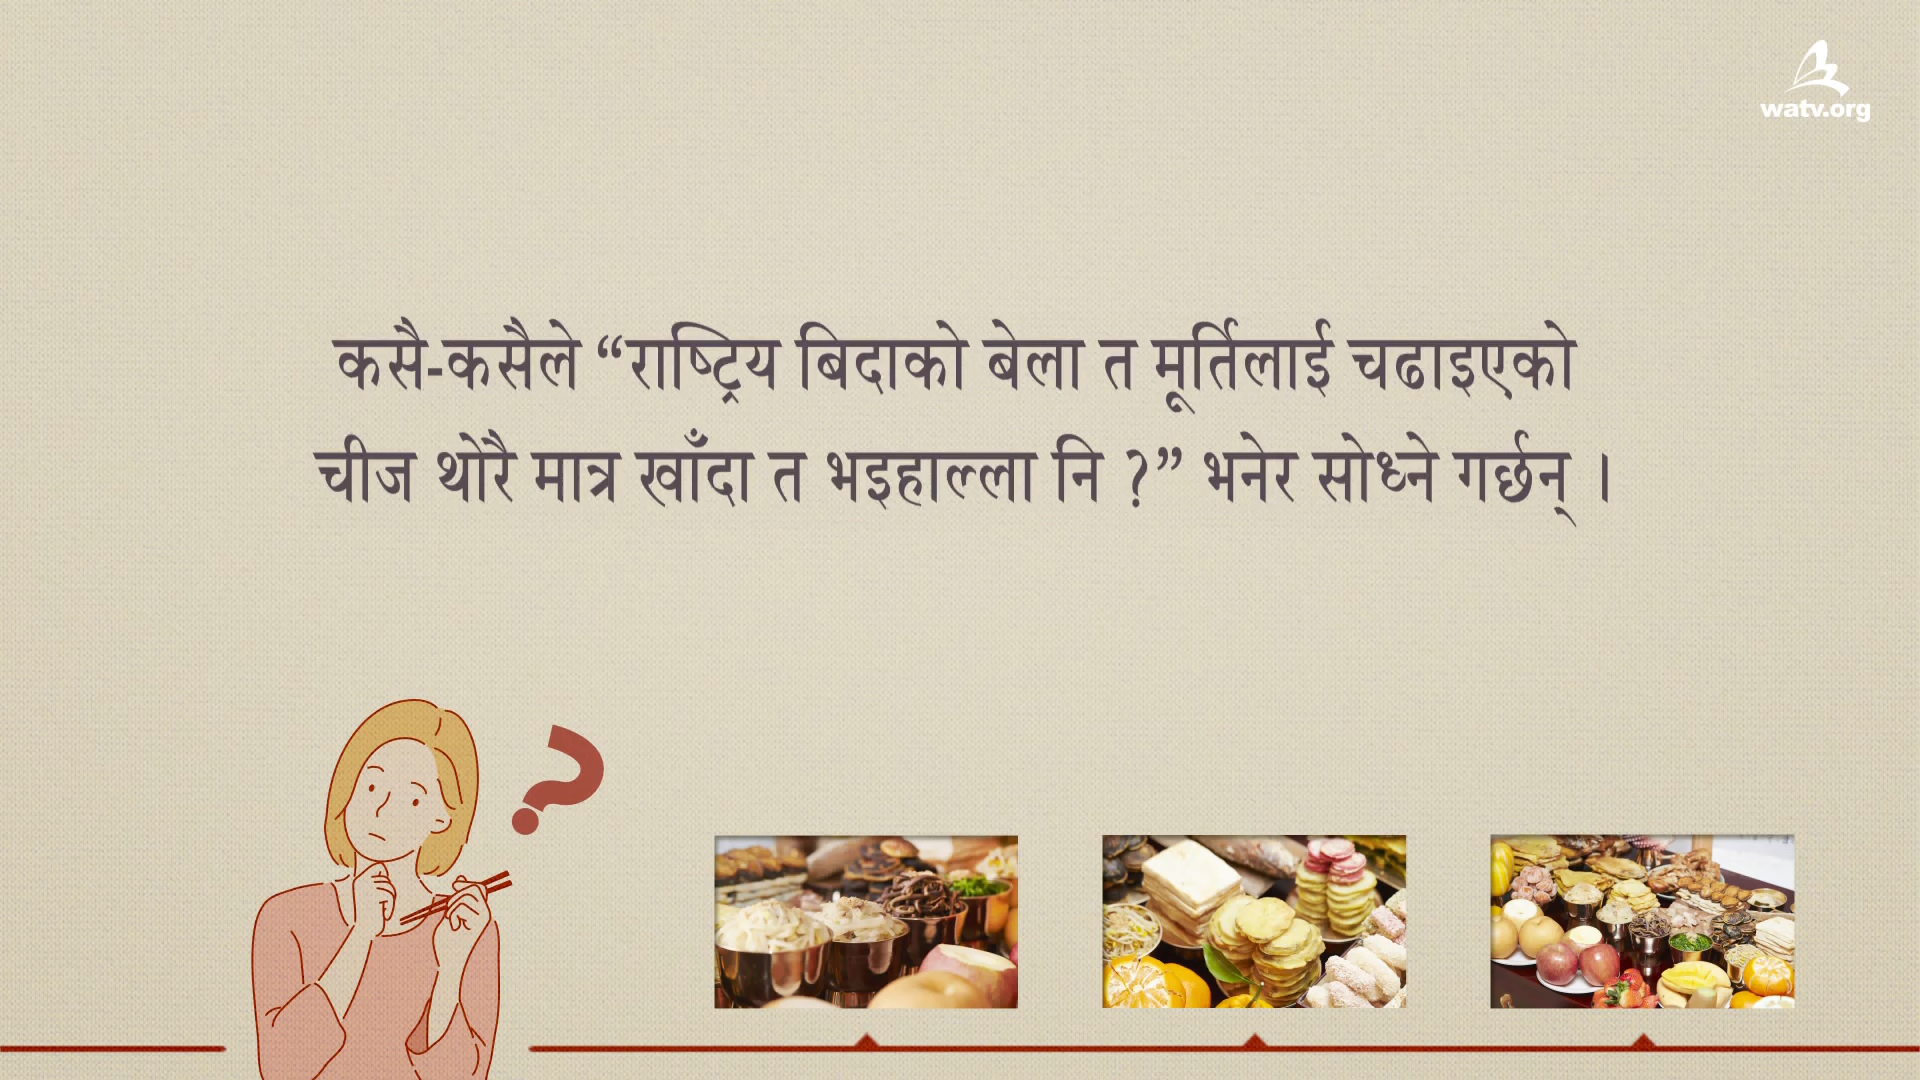 watv.org
कसै-कसैले “राष्ट्रिय बिदाको बेला त मूर्तिलाई चढाइएको
चीज थोरै मात्र खाँदा त भइहाल्ला नि ?” भनेर सोध्ने गर्छन् ।